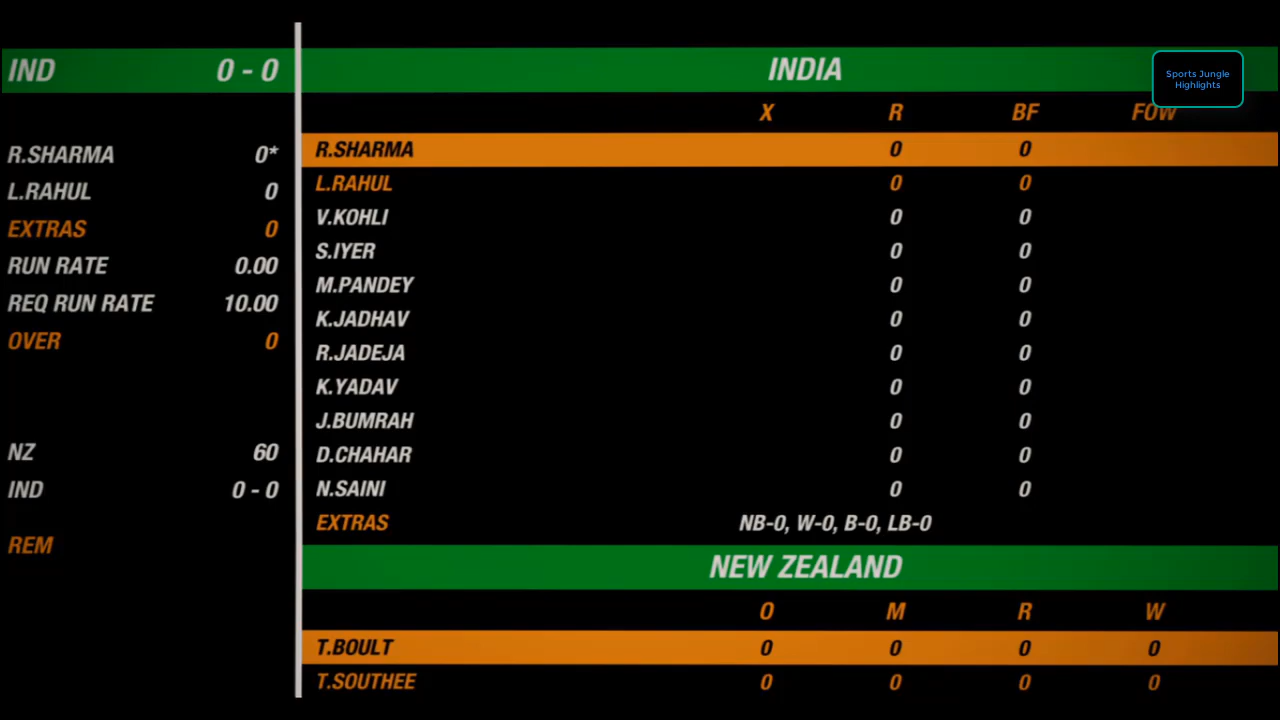 IND 0 - 0
R.SHARMA 0*
L.RAHUL 0
EXTRAS 0
RUN RATE 0.00
REQ RUN RATE 10.00
OVER 0
NZ 60
IND 0 - 0
REM
INDIA
Sports Jungle
Highlights
X R BF FOW
R.SHARMA 0 0
L.RAHUL 0 0
V.KOHLI 0 0
S.IYER 0 0
M.PANDEY 0 0
K.JADHAV 0 0
R.JADEJA 0 0
K.YADAV 0 0
J.BUMRAH 0 0
D.CHAHAR 0 0
N.SAINI 0 0
EXTRAS NB-0, W-0, B-0, LB-0
NEW ZEALAND
O M R W
T.BOULT 0 0 0 0
T.SOUTHEE 0 0 0 0